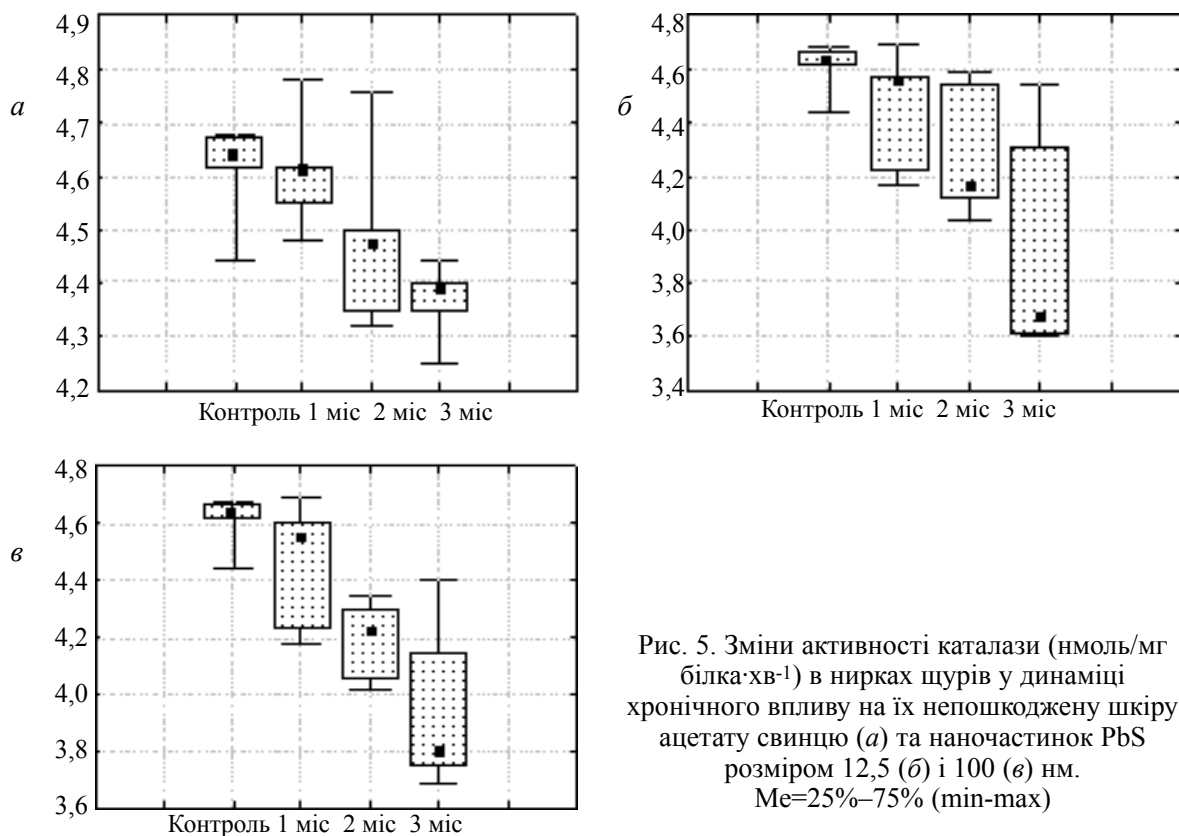 а
4,9
4,8
4,7
4,6
4,5
4,4
4,3
4,2
Контроль 1 міс 2 міс 3 міс
б
4,8
4,6
4,4
4,2
4,0
3,8
3,6
3,4
Контроль 1 міс 2 міс 3 міс
в
4,8
4,6
4,4
4,2
4,0
3,8
3,6
Контроль 1 міс 2 міс 3 міс
Рис. 5. Зміни активності каталази (нмоль/мг
білка·хв⁻¹) в нирках щурів у динаміці
хронічного впливу на їх непошкоджену шкіру
ацетату свинцю (а) та наночастинок PbS
розміром 12,5 (б) і 100 (в) нм.
Ме=25%–75% (min-max)